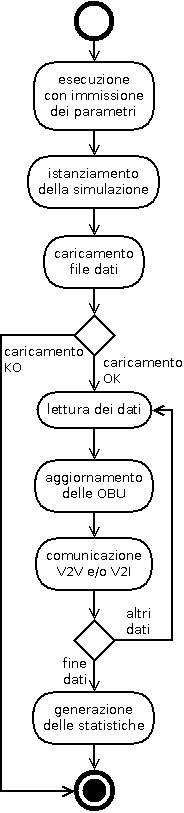 esecuzione
con immissione
dei parametri
istanziamento
della simulazione
caricamento
file dati
caricamento
KO
caricamento
OK
lettura dei dati
aggiornamento
delle OBU
comunicazione
V2V e/o V2I
altri
dati
fine
dati
generazione
delle statistiche